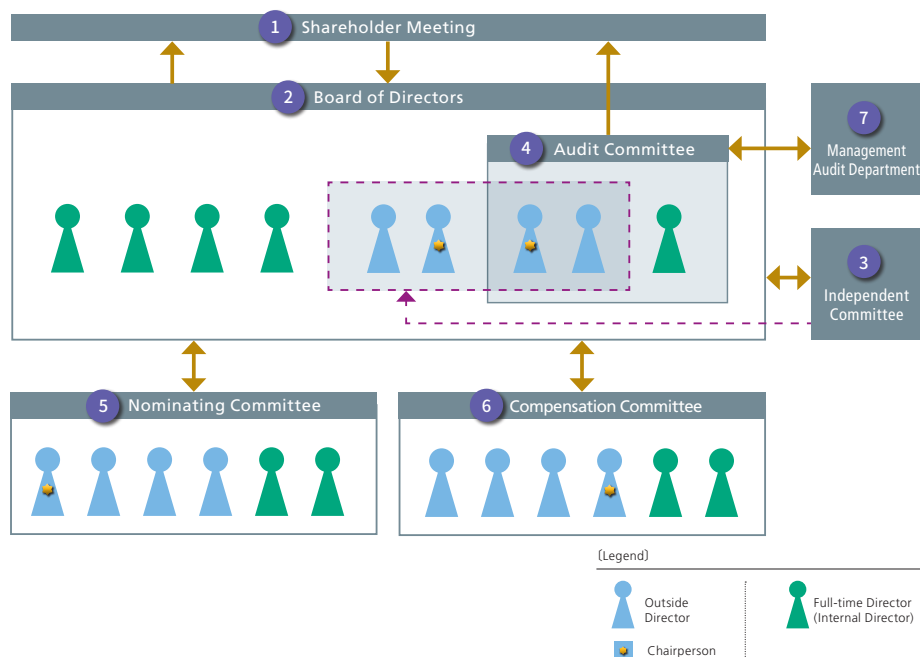 1 Shareholder Meeting
2 Board of Directors
4 Audit Committee
7
Management
Audit Department
3
Independent
Committee
5 Nominating Committee
6 Compensation Committee
〔Legend〕
Outside
Director
Full-time Director
(Internal Director)
Chairperson